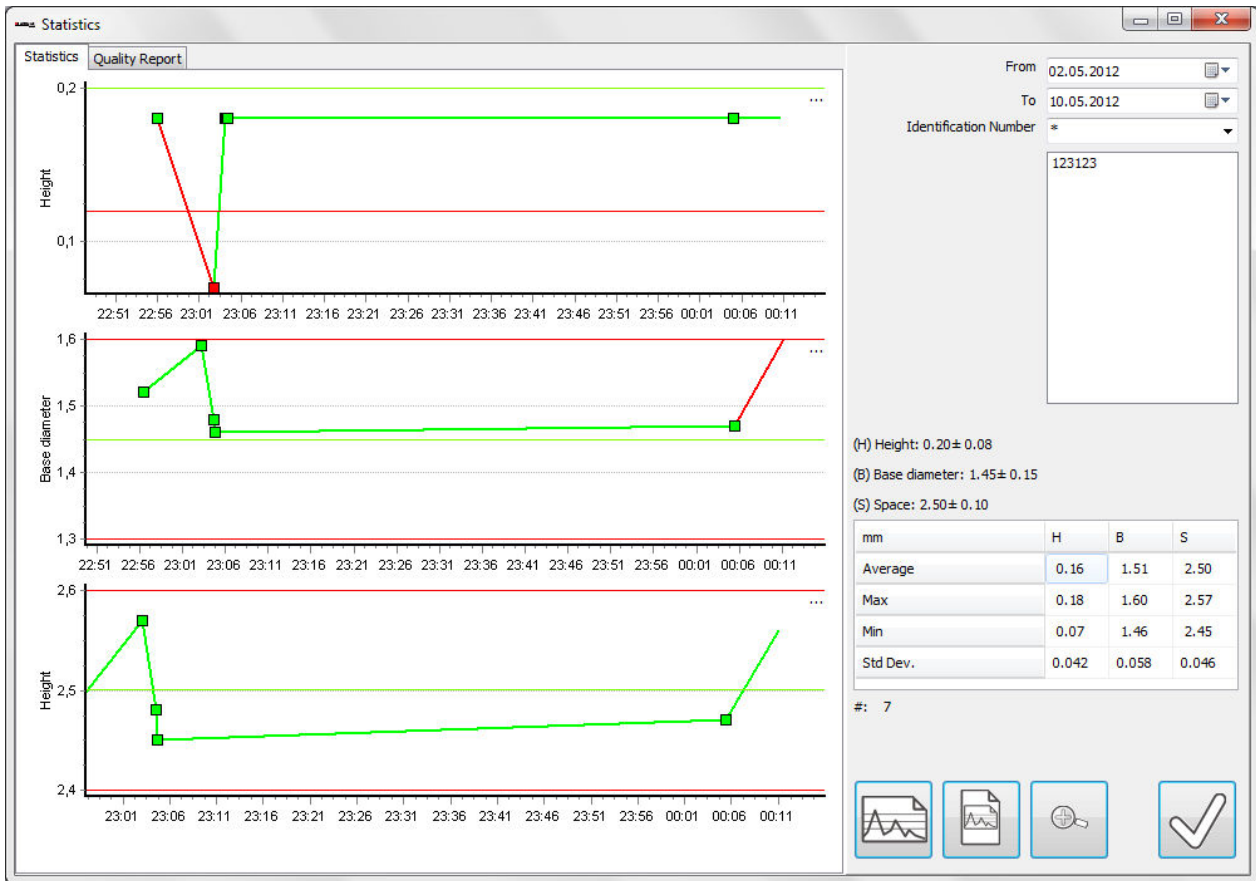 Statistics
Statistics Quality Report
0,2
...
Height
0,1
22:51 22:56 23:01 23:06 23:11 23:16 23:21 23:26 23:31 23:36 23:41 23:46 23:51 23:56 00:01 00:06 00:11
1,6
...
1,5
Base diameter
1,4
1,3
22:51 22:56 23:01 23:06 23:11 23:16 23:21 23:26 23:31 23:36 23:41 23:46 23:51 23:56 00:01 00:06 00:11
2,6
...
Height
2,5
2,4
23:01 23:06 23:11 23:16 23:21 23:26 23:31 23:36 23:41 23:46 23:51 23:56 00:01 00:06 00:11
From 02.05.2012
To 10.05.2012
Identification Number *
123123
(H) Height: 0.20± 0.08
(B) Base diameter: 1.45± 0.15
(S) Space: 2.50± 0.10
mm H B S
Average 0.16 1.51 2.50
Max 0.18 1.60 2.57
Min 0.07 1.46 2.45
Std Dev. 0.042 0.058 0.046
#: 7